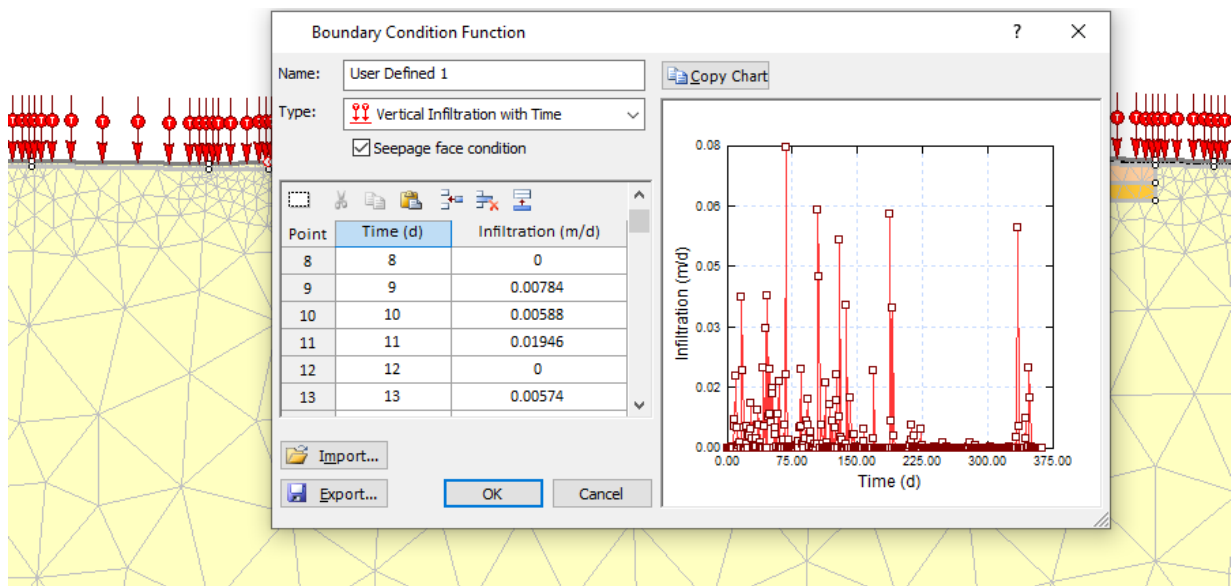 Boundary Condition Function
?
Name:
User Defined 1
Type:
Vertical Infiltration with Time
Seepage face condition
Copy Chart
Point Time (d) Infiltration (m/d)
8 8 0
9 9 0.00784
10 10 0.00588
11 11 0.01946
12 12 0
13 13 0.00574
Import...
Export...
OK
Cancel
0.08
0.06
0.05
0.03
0.02
0.00
Infiltration (m/d)
0.00 75.00 150.00 225.00 300.00 375.00
Time (d)
T T T T T T T T T T T T T T T T T T T T T T T T T T